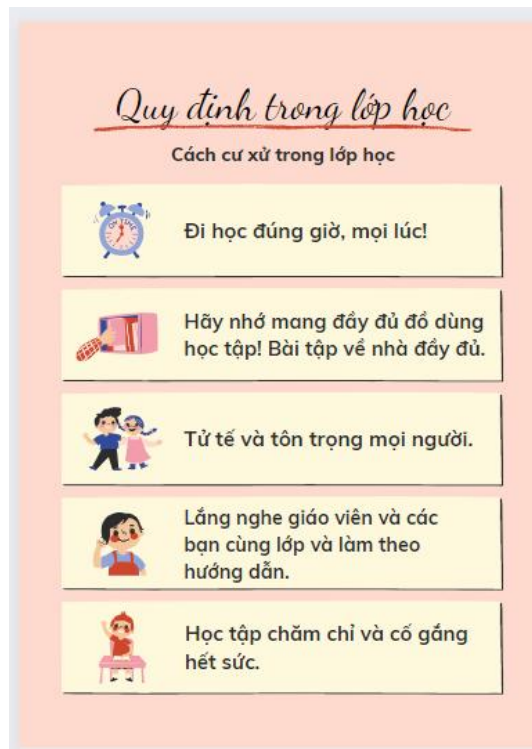 Quy định trong lớp học
Cách cư xử trong lớp học
ON TIME
Đi học đúng giờ, mọi lúc!
Hãy nhớ mang đầy đủ đồ dùng
học tập! Bài tập về nhà đầy đủ.
Tử tế và tôn trọng mọi người.
Lắng nghe giáo viên và các
bạn cùng lớp và làm theo
hướng dẫn.
Học tập chăm chỉ và cố gắng
hết sức.